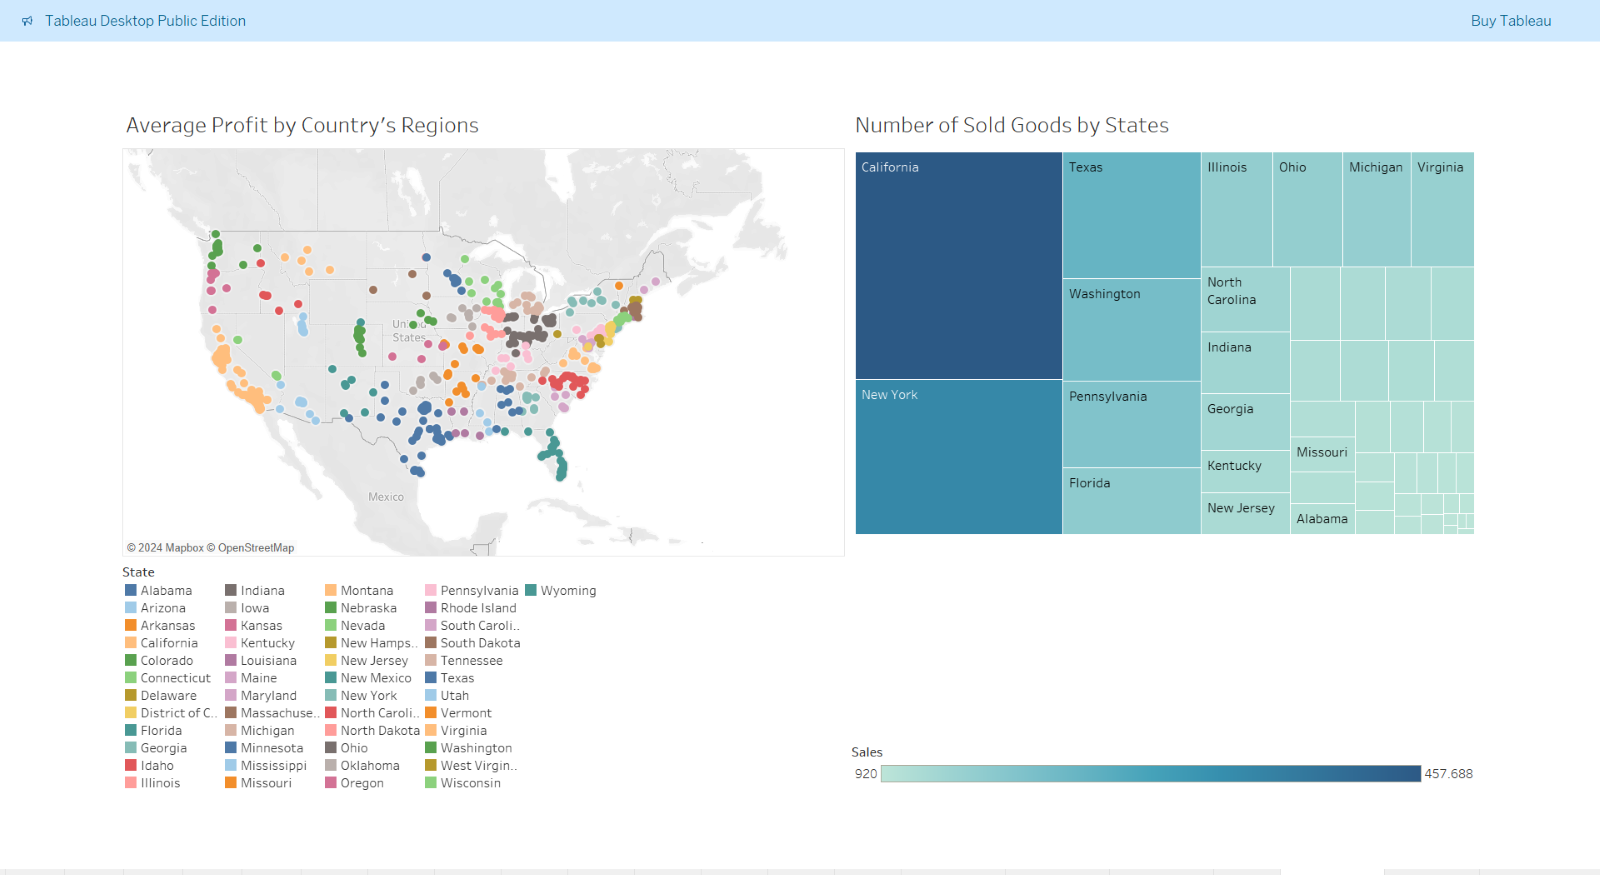 Tableau Desktop Public Edition
Buy Tableau
Average Profit by Country's Regions
United States
Mexico
© 2024 Mapbox © OpenStreetMap
State
Alabama
Arizona
Arkansas
California
Colorado
Connecticut
Delaware
District of C..
Florida
Georgia
Idaho
Illinois
Indiana
Iowa
Kansas
Kentucky
Louisiana
Maine
Maryland
Massachuse..
Michigan
Minnesota
Mississippi
Missouri
Montana
Nebraska
Nevada
New Hamps..
New Jersey
New Mexico
New York
North Caroli..
North Dakota
Ohio
Oklahoma
Oregon
Pennsylvania
Rhode Island
South Caroli..
South Dakota
Tennessee
Texas
Utah
Vermont
Virginia
Washington
West Virgin..
Wisconsin
Wyoming
Number of Sold Goods by States
California
New York
Texas
Washington
Pennsylvania
Florida
Illinois
Ohio
Michigan
Virginia
North
Carolina
Indiana
Georgia
Kentucky
New Jersey
Missouri
Alabama
Sales
920
457.688